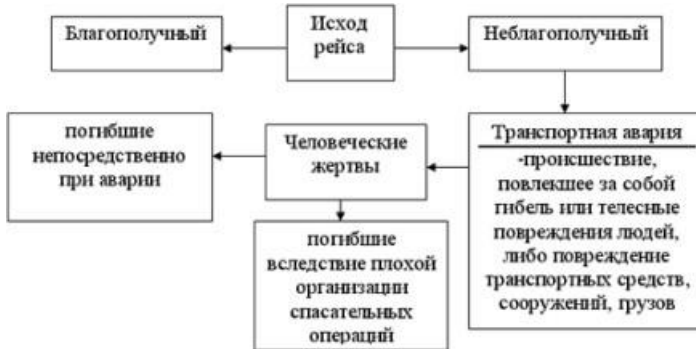 Благополучный
Исход
рейса
Неблагополучный
погибшие
непосредственно
при аварии
Человеческие
жертвы
Транспортная авария
-происшествие,
повлекшее за собой
гибель или телесные
повреждения людей,
либо повреждение
транспортных средств,
сооружений, грузов
погибшие
вследствие плохой
организации
спасательных
операций